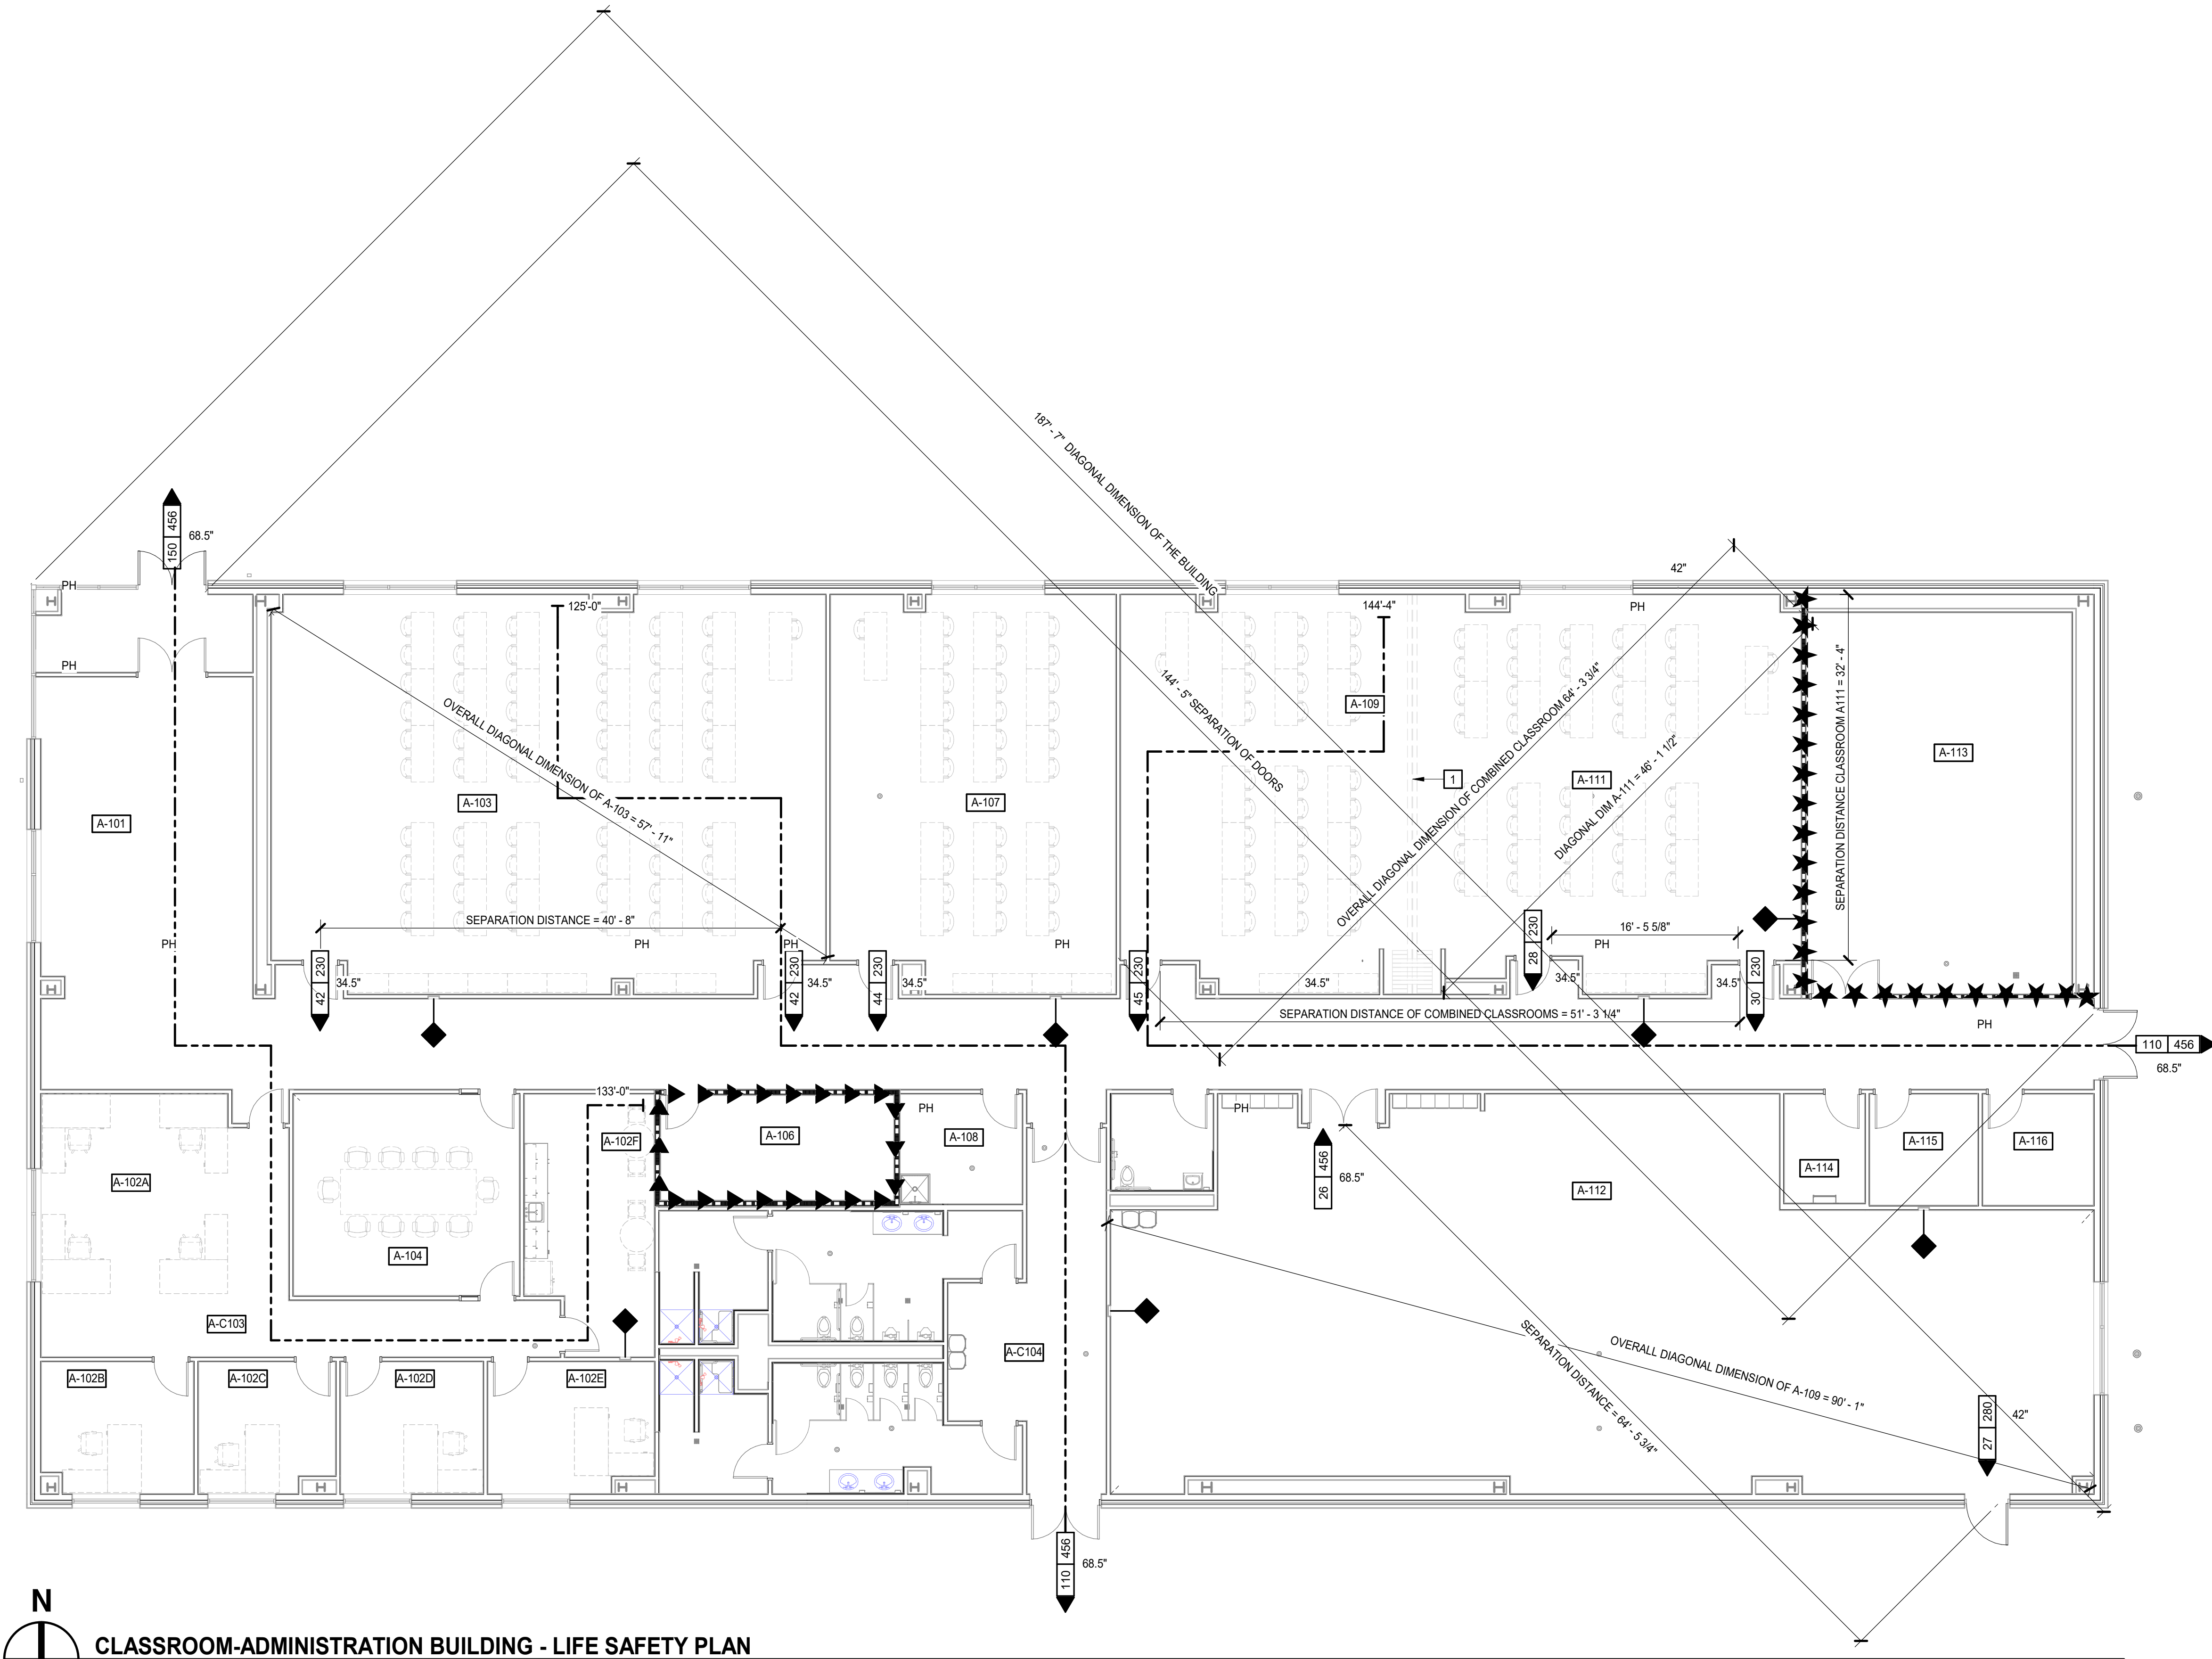 187' - 7" DIAGONAL DIMENSION OF THE BUILDING
144' - 5" SEPARATION OF DOORS
150 456
68.5"
PH
PH
42"
PH
125'-0"
144'-4"
A-109
OVERALL DIAGONAL DIMENSION OF A-103 = 57' - 11"
OVERALL DIAGONAL DIMENSION OF COMBINED CLASSROOM 64' - 3 3/4"
DIAGONAL DIM A-111 = 46' - 1 1/2"
SEPARATION DISTANCE CLASSROOM A111 = 32' - 4"
A-113
1
A-111
A-101
A-103
A-107
SEPARATION DISTANCE = 40' - 8"
16' - 5 5/8"
PH
PH
PH
PH
PH
42 230
34.5"
42 230
34.5"
44 230
34.5"
45 230
34.5"
28 230
34.5"
34.5"
30 230
SEPARATION DISTANCE OF COMBINED CLASSROOMS = 51' - 3 1/4"
PH
110 456
68.5"
133'-0"
PH
PH
A-102F
A-106
A-108
A-114
A-115
A-116
26 456
68.5"
A-102A
A-112
A-104
A-C103
A-C104
SEPARATION DISTANCE = 64' - 5 3/4"
OVERALL DIAGONAL DIMENSION OF A-109 = 90' - 1"
A-102B
A-102C
A-102D
A-102E
27 280
42"
110 456
68.5"
N
CLASSROOM-ADMINISTRATION BUILDING - LIFE SAFETY PLAN